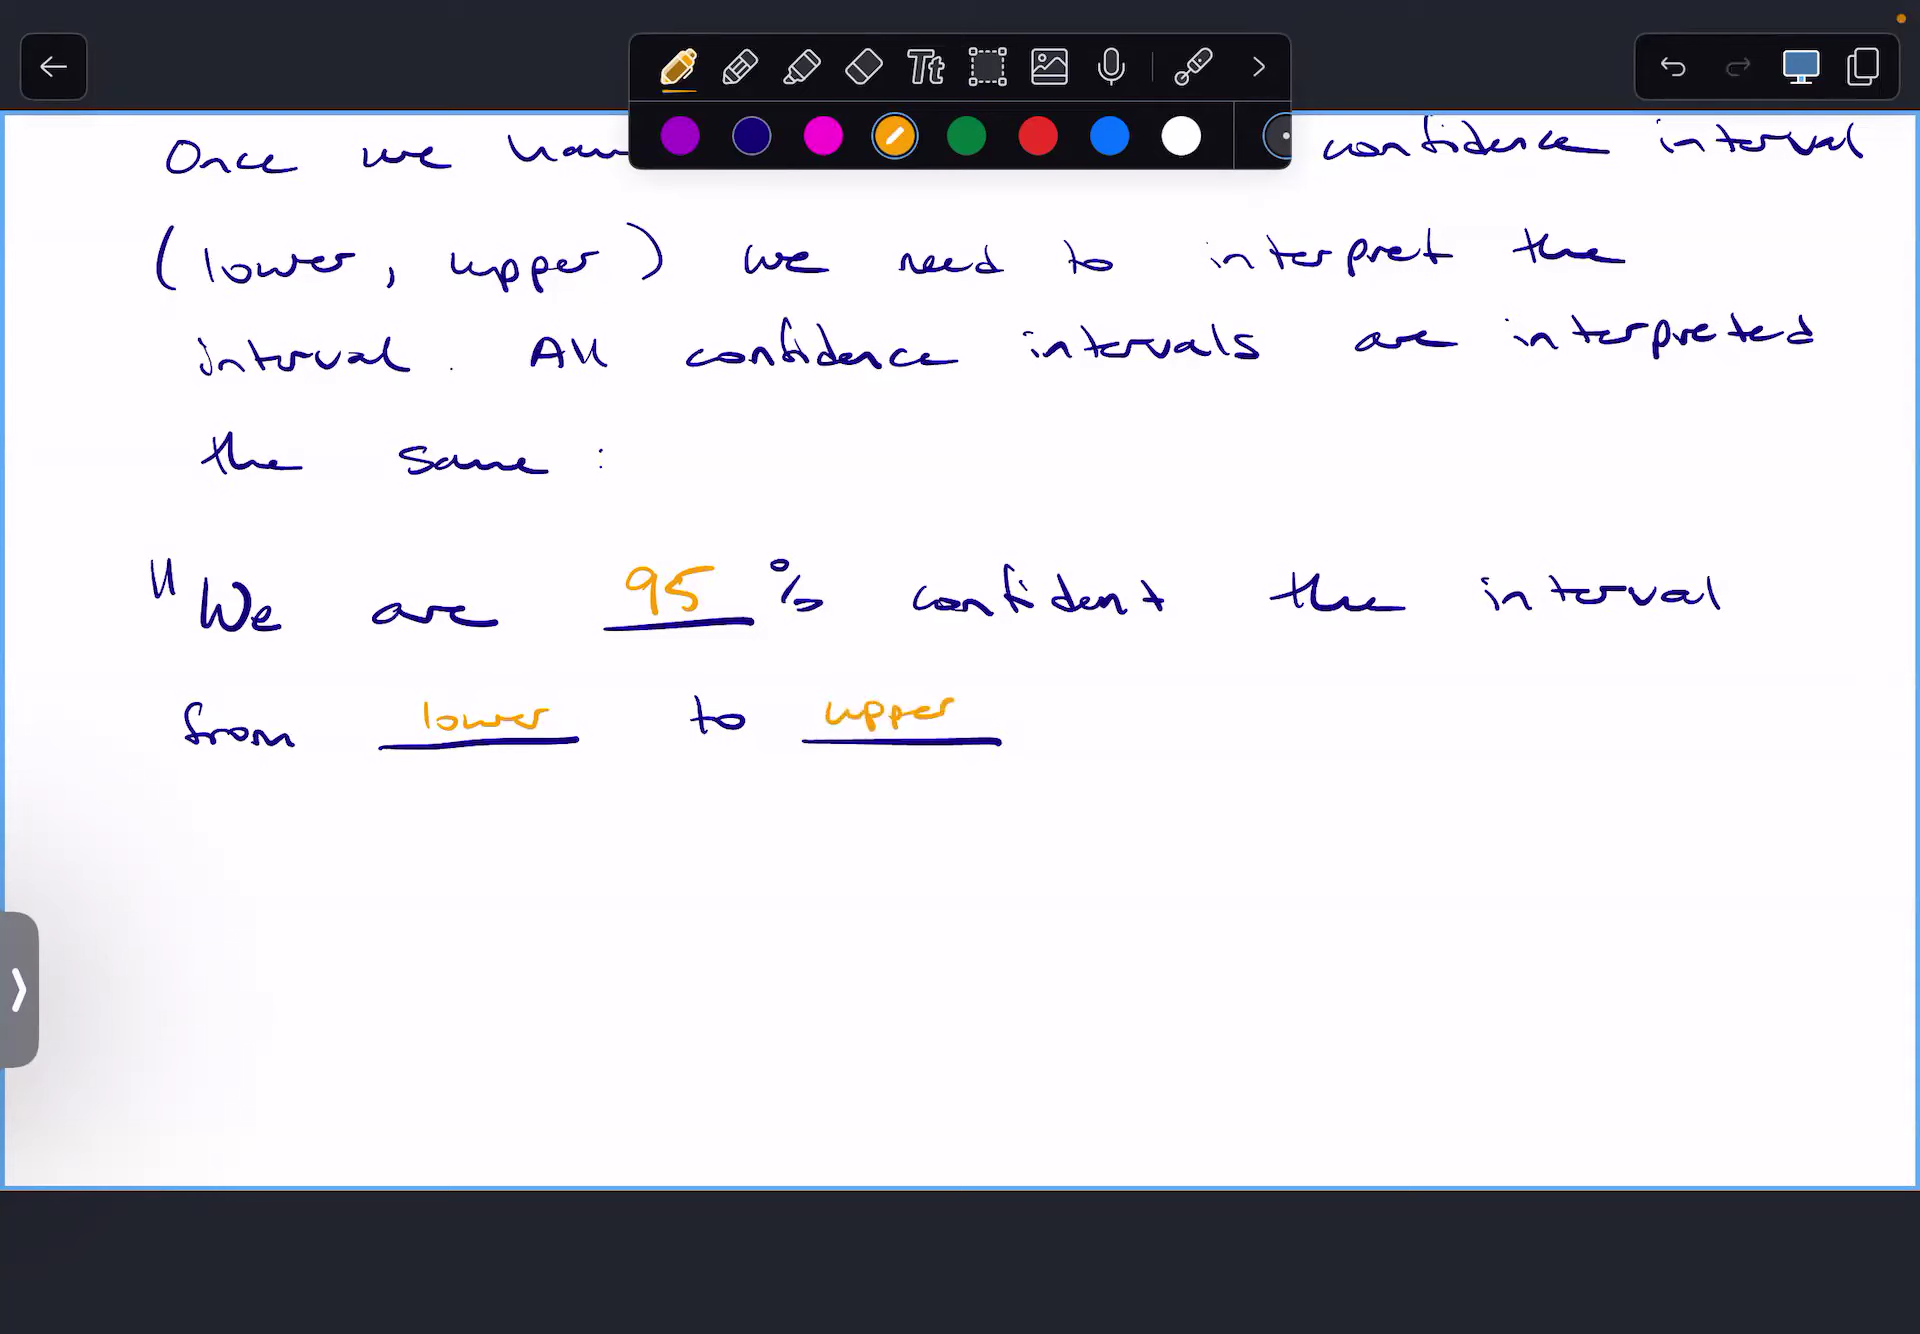 Tt
Once we confidence interval
(lower, upper) we need to interpret the
interval. All confidence intervals are interpreted
the same:
"We are 95 % confident the interval
from lower to upper